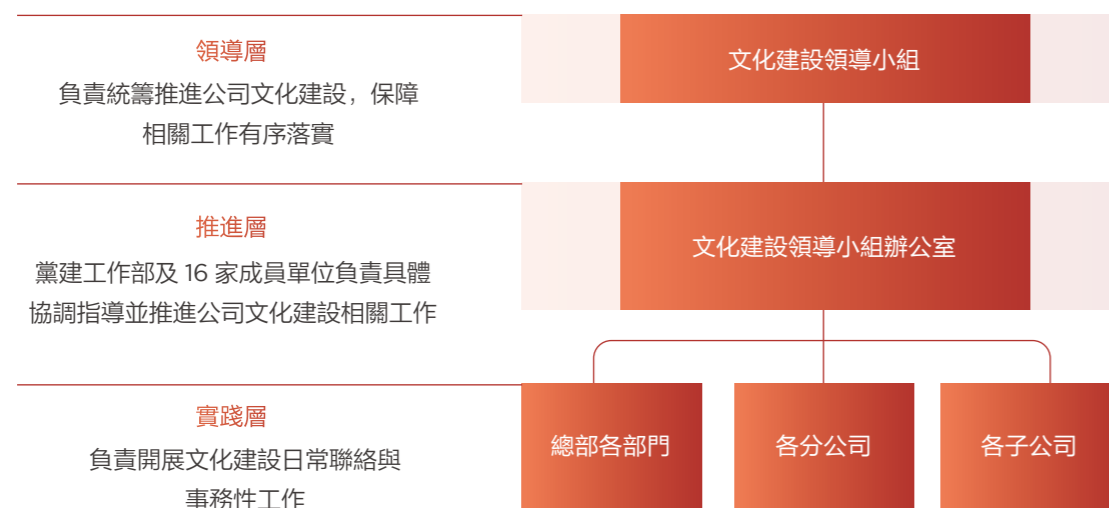 領導層
負責統籌推進公司文化建設，保障
相關工作有序落實
文化建設領導小組
推進層
黨建工作部及 16 家成員單位負責具體
協調指導並推進公司文化建設相關工作
文化建設領導小組辦公室
實踐層
負責開展文化建設日常聯絡與
事務性工作
總部各部門
各分公司
各子公司